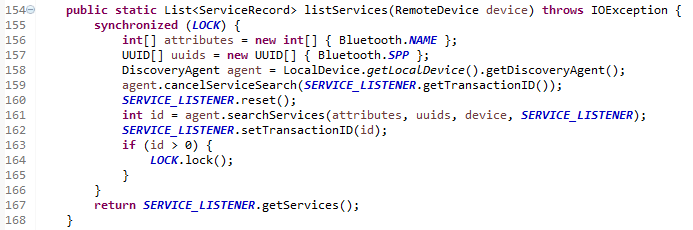 154 public static List<ServiceRecord> listServices(RemoteDevice device) throws IOException {
155 synchronized (LOCK) {
156 int[] attributes = new int[] { Bluetooth.NAME };
157 UUID[] uuids = new UUID[] { Bluetooth.SPP };
158 DiscoveryAgent agent = LocalDevice.getLocalDevice().getDiscoveryAgent();
159 agent.cancelServiceSearch(SERVICE_LISTENER.getTransactionID());
160 SERVICE_LISTENER.reset();
161 int id = agent.searchServices(attributes, uuids, device, SERVICE_LISTENER);
162 SERVICE_LISTENER.setTransactionID(id);
163 if (id > 0) {
164 LOCK.lock();
165 }
166 }
167 return SERVICE_LISTENER.getServices();
168 }